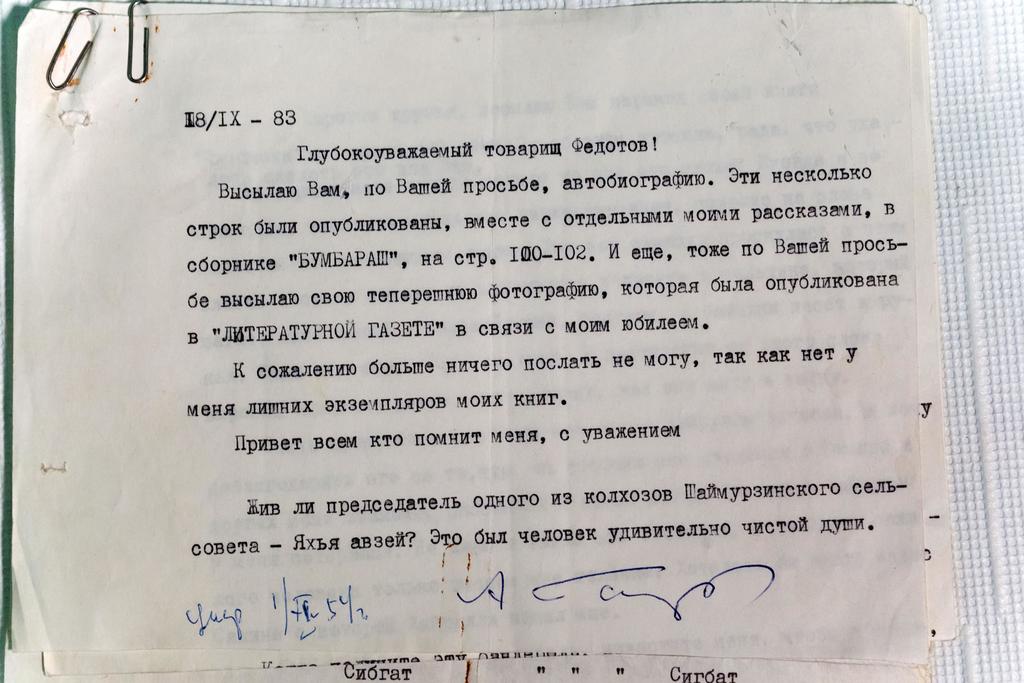 18/IX - 83
Глубокоуважаемый товарищ Федотов!
Высылаю Вам, по Вашей просьбе, автобиографию. Эти несколько
строк были опубликованы, вместе с отдельными моими рассказами, в
сборнике "БУМБАРАШ", на стр. 100-102. И еще, тоже по Вашей прось-
бе высылаю свою теперешнюю фотографию, которая была опубликована
в "ЛИТЕРАТУРНОЙ ГАЗЕТЕ" в связи с моим юбилеем.
К сожалению больше ничего послать не могу, так как нет у
меня лишних экземпляров моих книг.
Привет всем кто помнит меня, с уважением
Жив ли председатель одного из колхозов Шаймурзинского сель-
совета - Яхья авзей? Это был человек удивительно чистой души.
умер
Сибгат " " " Сигбат